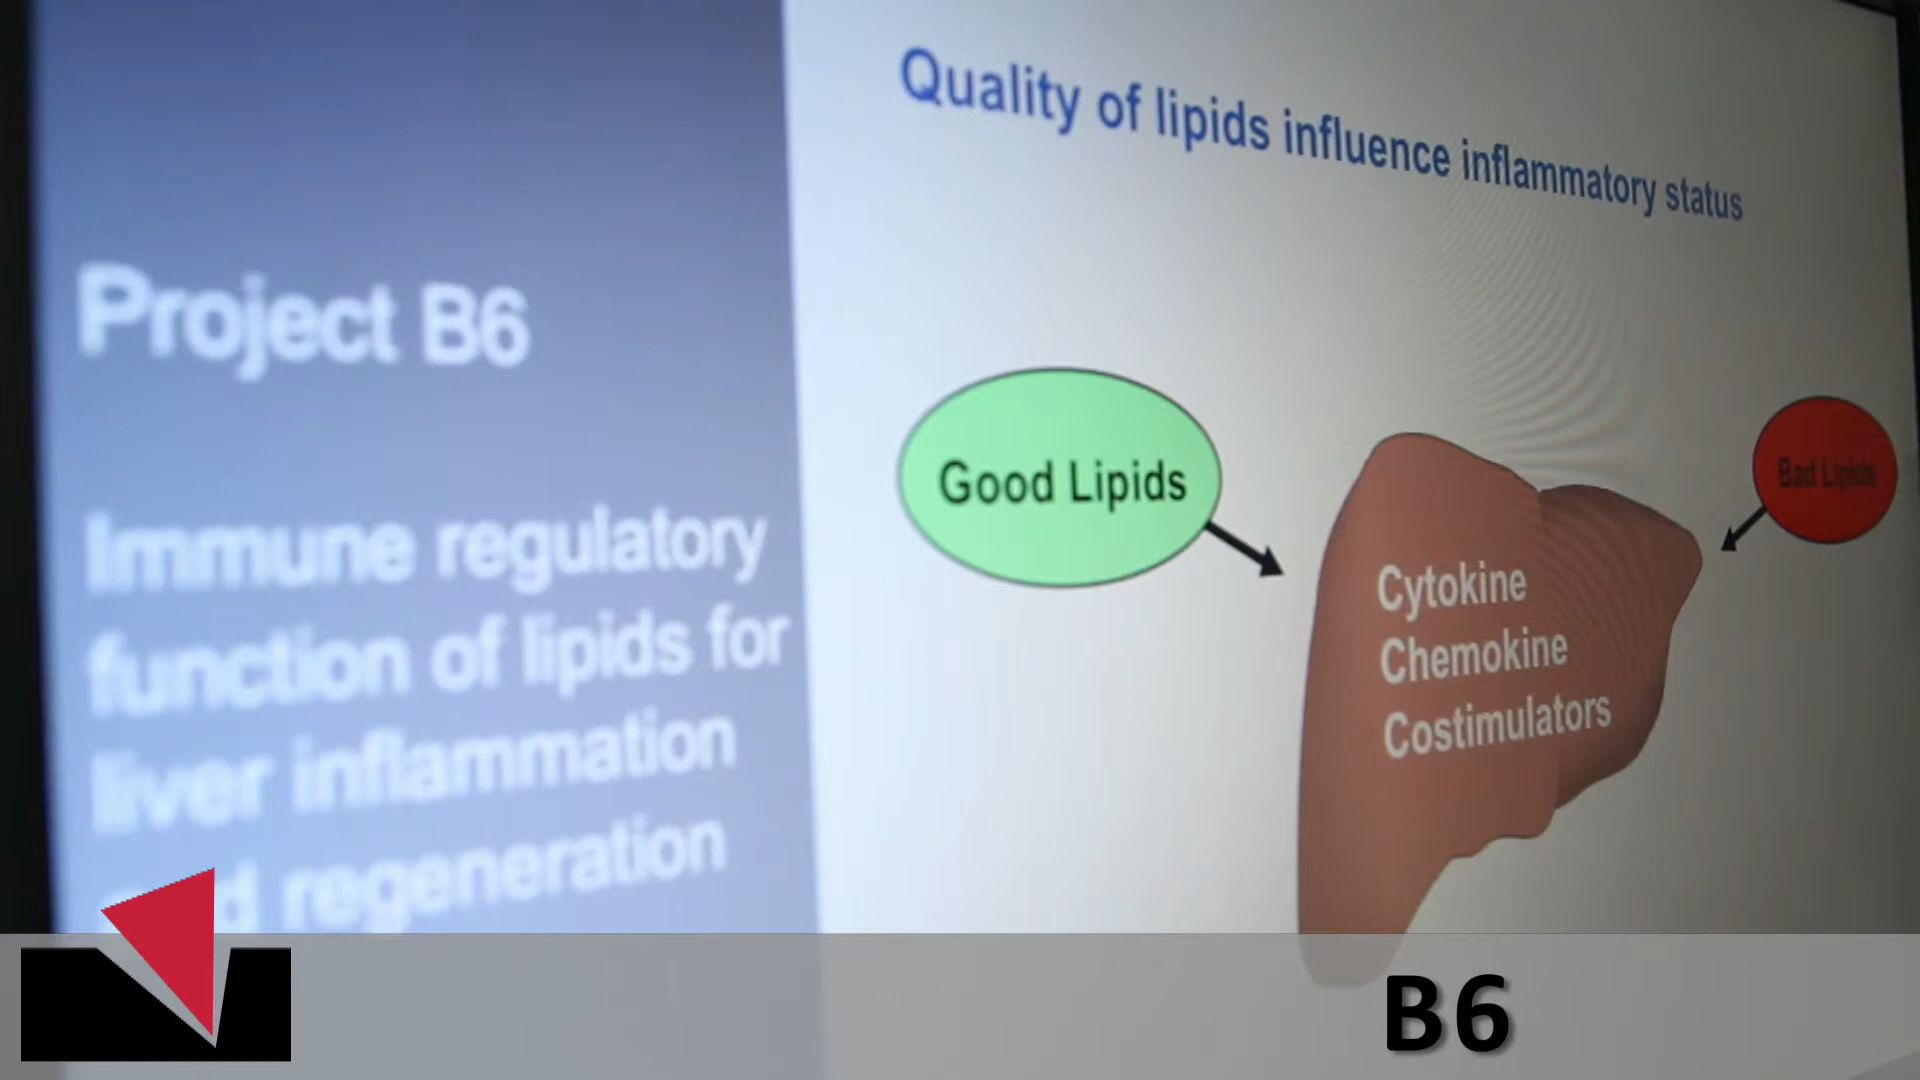 Project B6
Immune regulatory
function of lipids for
liver inflammation
regeneration
Quality of lipids influence inflammatory status
Good Lipids
Bad Lipids
Cytokine
Chemokine
Costimulators
B6